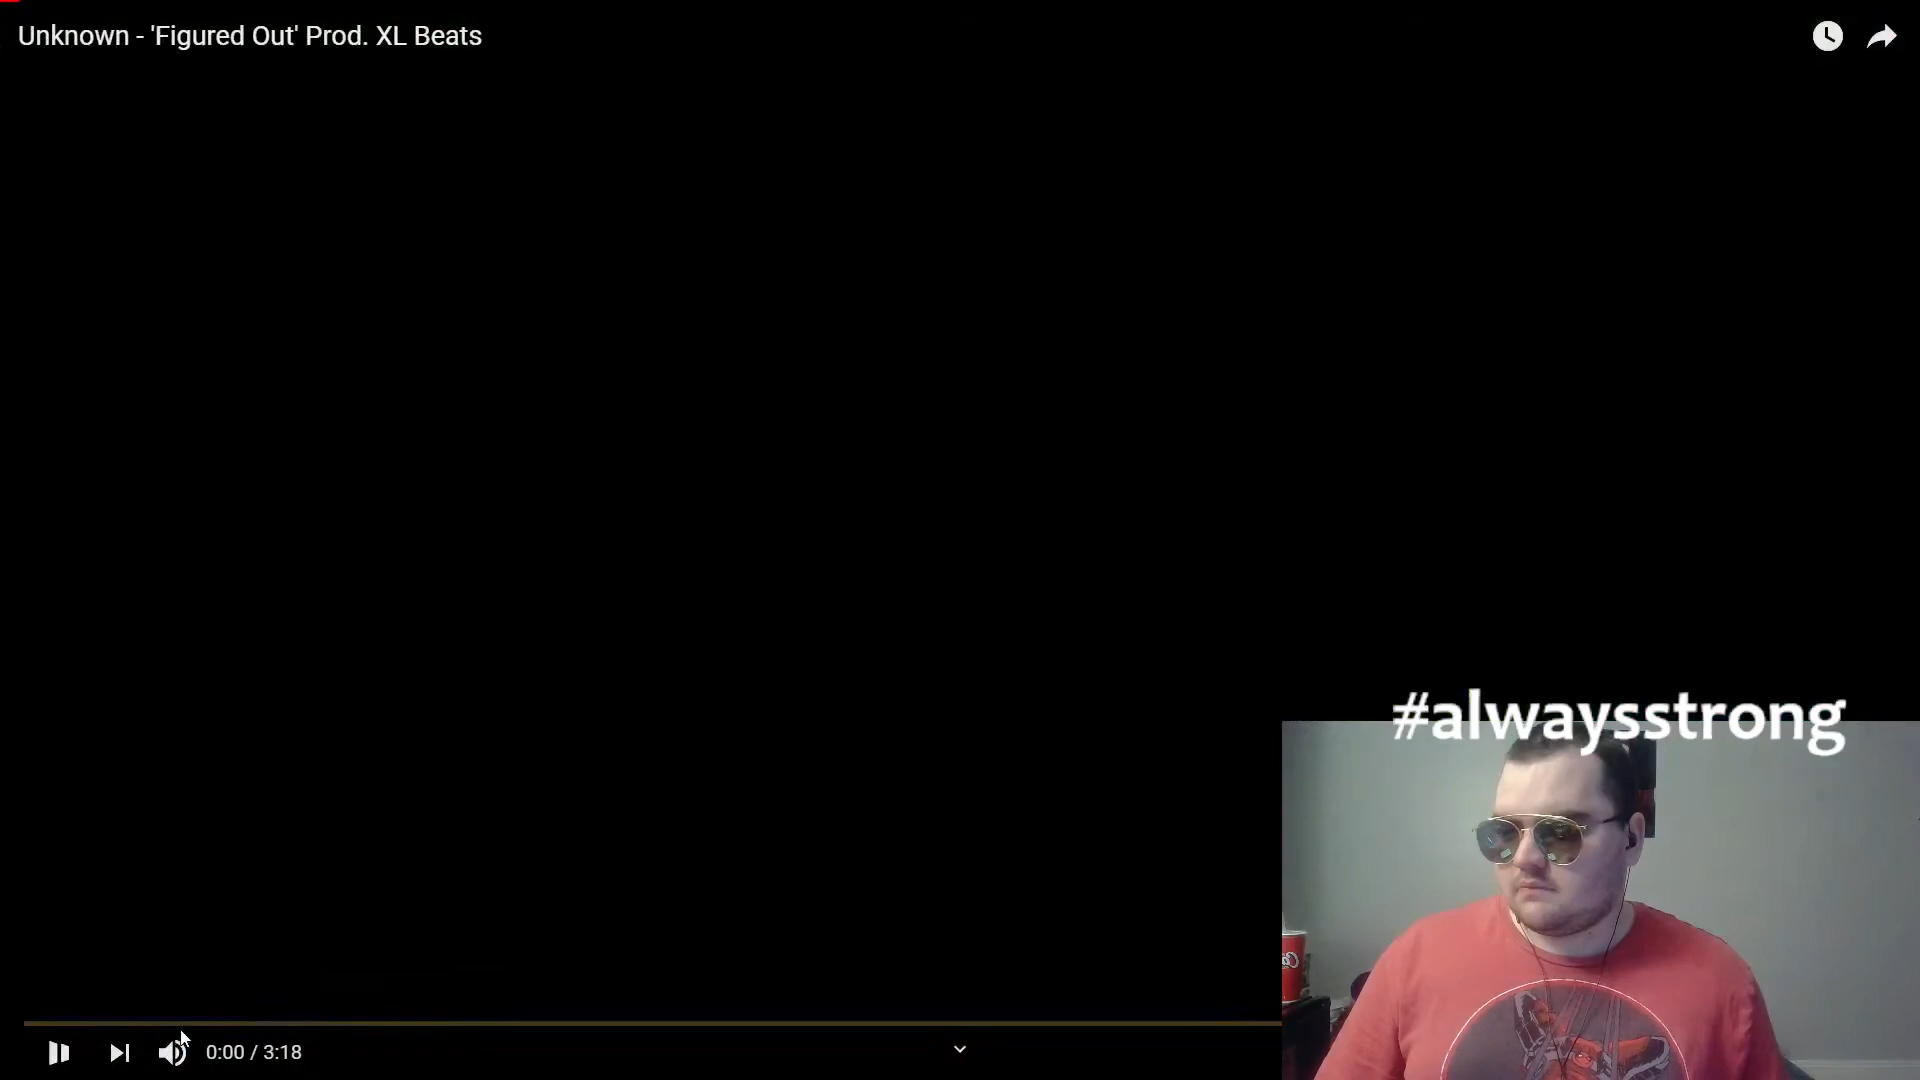 Unknown - 'Figured Out' Prod. XL Beats
#alwaysstrong
0:00 / 3:18